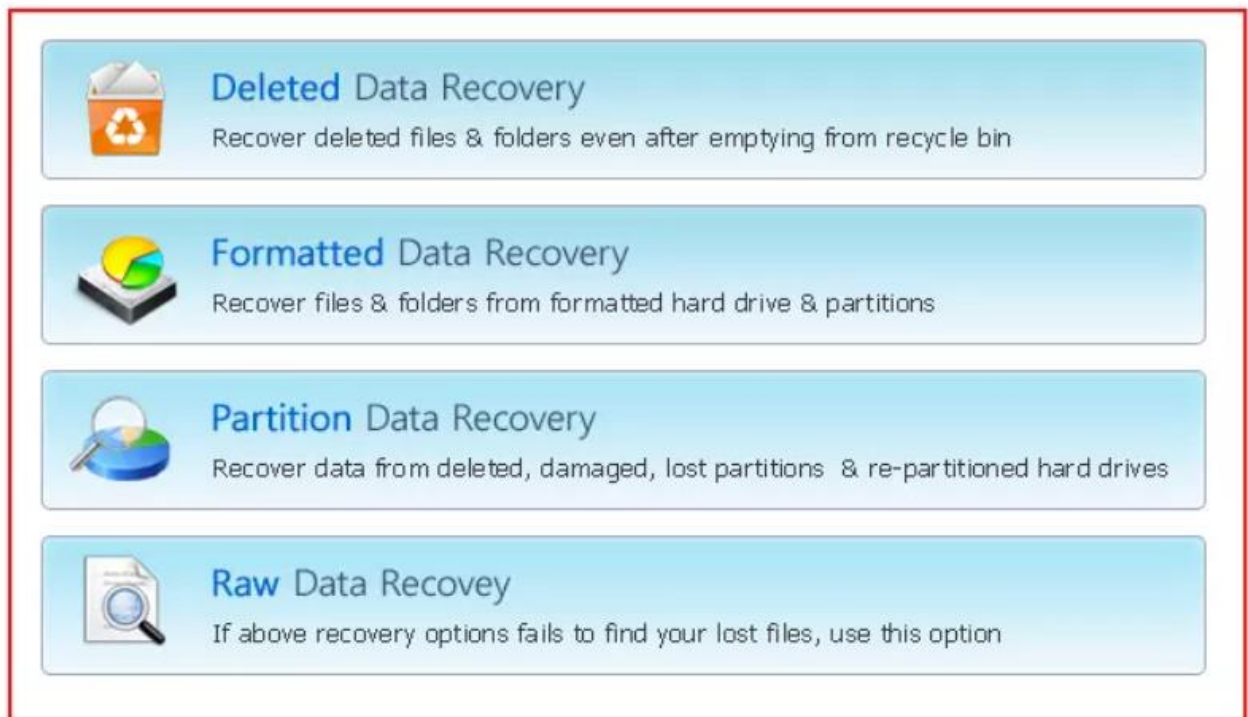 Deleted Data Recovery
Recover deleted files & folders even after emptying from recycle bin
Formatted Data Recovery
Recover files & folders from formatted hard drive & partitions
Partition Data Recovery
Recover data from deleted, damaged, lost partitions & re-partitioned hard drives
Raw Data Recovey
If above recovery options fails to find your lost files, use this option